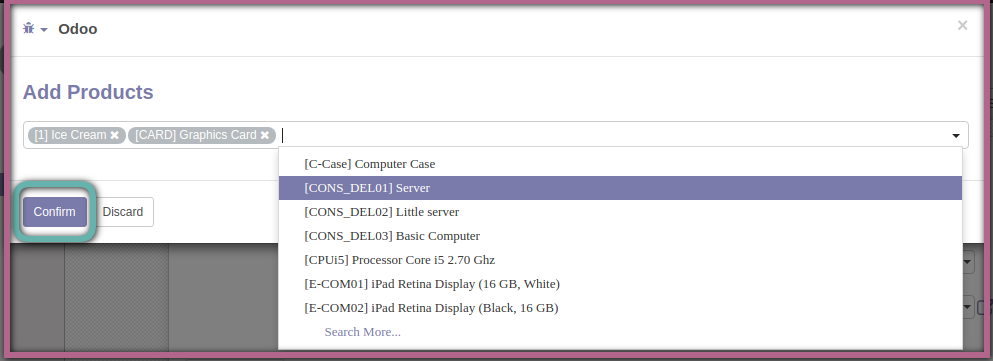 Odoo
×
Add Products
[1] Ice Cream ✖ [CARD] Graphics Card ✖
[C-Case] Computer Case
[CONS_DEL01] Server
[CONS_DEL02] Little server
[CONS_DEL03] Basic Computer
[CPUi5] Processor Core i5 2.70 Ghz
[E-COM01] iPad Retina Display (16 GB, White)
[E-COM02] iPad Retina Display (Black, 16 GB)
Search More...
Confirm Discard